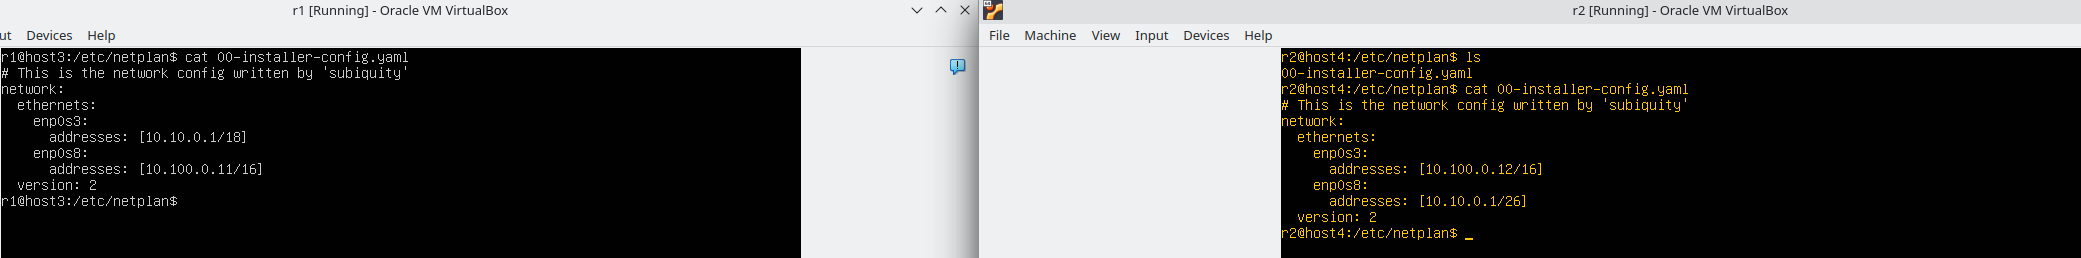 r1 [Running] - Oracle VM VirtualBox
ut Devices Help
r1@host3:/etc/netplan$ cat 00-installer-config.yaml
# This is the network config written by 'subiquity'
network:
  ethernets:
    enp0s3:
      addresses: [10.10.0.1/18]
    enp0s8:
      addresses: [10.100.0.11/16]
  version: 2
r1@host3:/etc/netplan$
r2 [Running] - Oracle VM VirtualBox
File Machine View Input Devices Help
r2@host4:/etc/netplan$ ls
00-installer-config.yaml
r2@host4:/etc/netplan$ cat 00-installer-config.yaml
# This is the network config written by 'subiquity'
network:
  ethernets:
    enp0s3:
      addresses: [10.100.0.12/16]
    enp0s8:
      addresses: [10.10.0.1/26]
  version: 2
r2@host4:/etc/netplan$ _